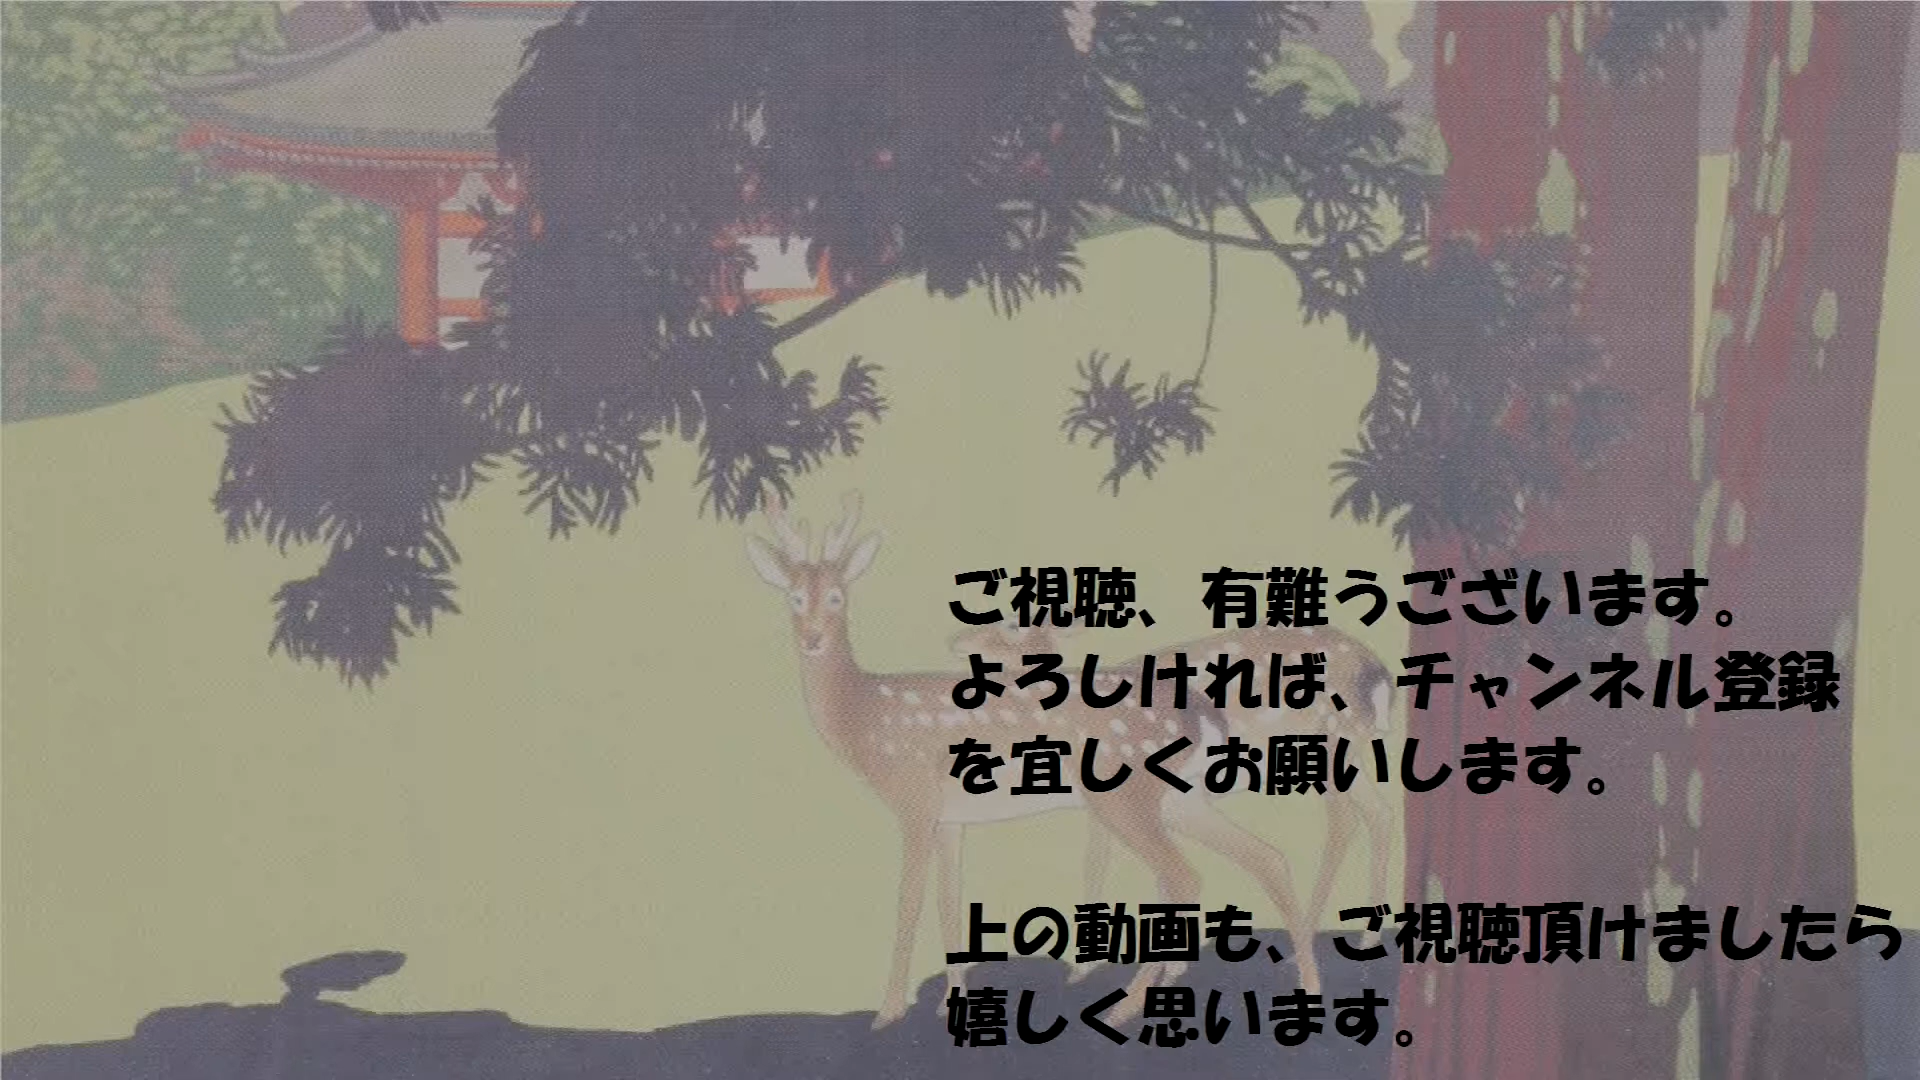 ご視聴、有難うございます。
よろしければ、チャンネル登録
を宜しくお願いします。
上の動画も、ご視聴頂けましたら
嬉しく思います。